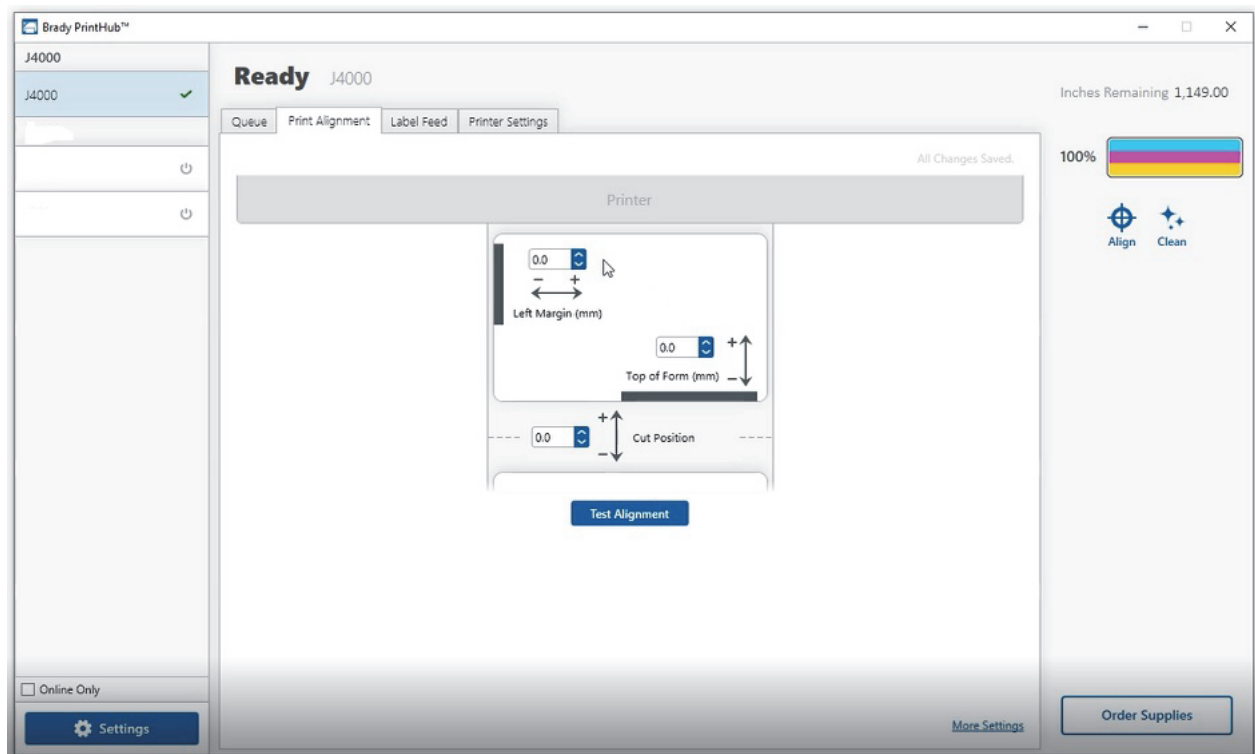 Brady PrintHub™
J4000
J4000
Online Only
Settings
Ready J4000
Queue Print Alignment Label Feed Printer Settings
All Changes Saved.
Printer
0.0
− +
Left Margin (mm)
0.0 +
Top of Form (mm) −
+
0.0 Cut Position
−
Test Alignment
More Settings
Inches Remaining 1,149.00
100%
Align Clean
Order Supplies